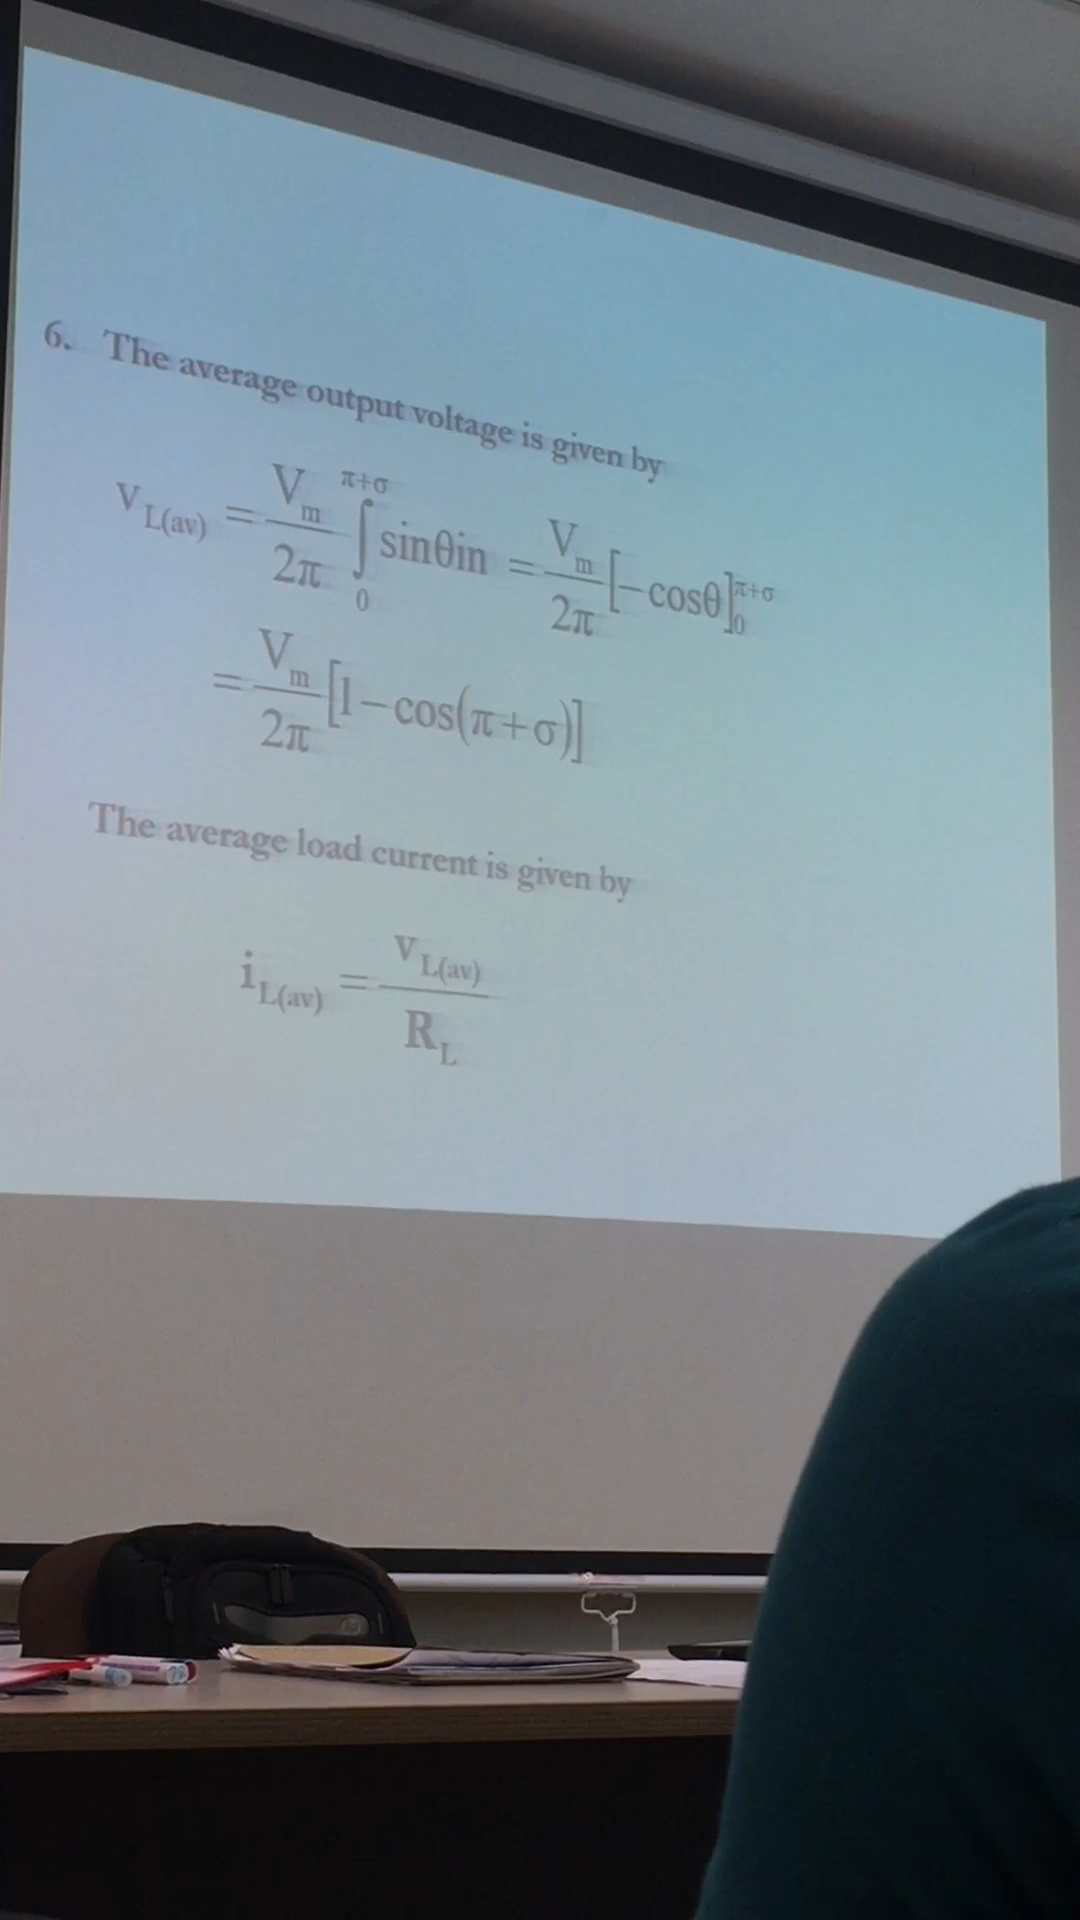 6. The average output voltage is given by
V_L(av) = V_m/2π ∫_0^{π+σ} sinθin = V_m/2π [-cosθ]_0^{π+σ}
= V_m/2π [1-cos(π+σ)]
The average load current is given by
i_L(av) = V_L(av)/R_L